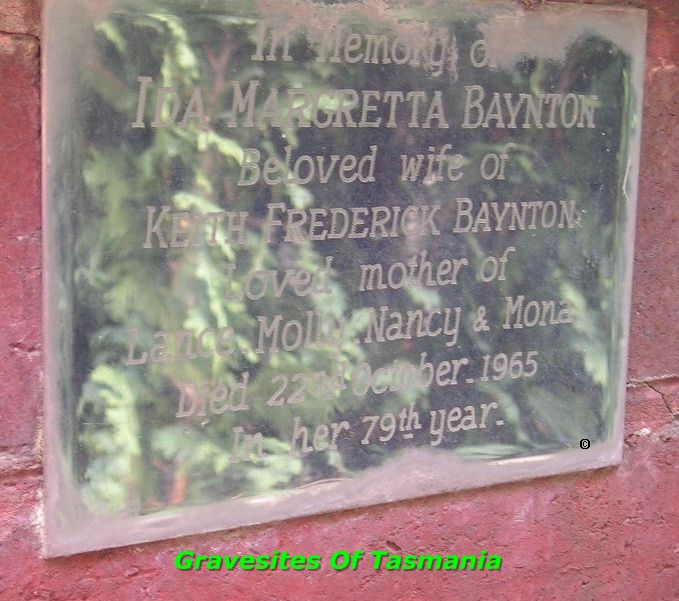 In Memory of
IDA MARGRETTA BAYNTON
Beloved wife of
KEITH FREDERICK BAYNTON.
Loved mother of
Lance Molly Nancy & Mona
Died 22nd October. 1965
In her 79th year.
©
Gravesites Of Tasmania